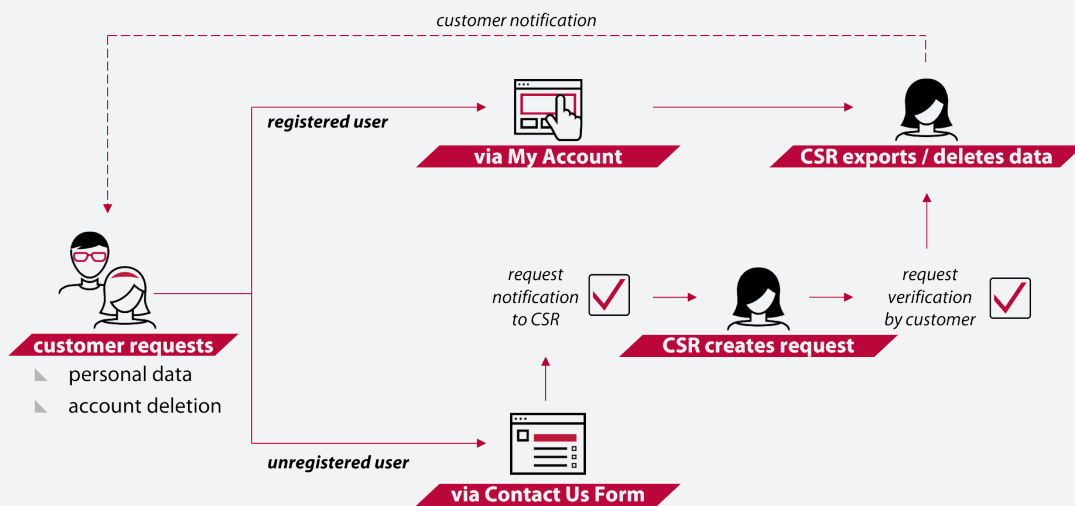 customer notification
registered user
via My Account
CSR exports / deletes data
request
notification
to CSR
request
verification
by customer
customer requests
CSR creates request
personal data
account deletion
unregistered user
via Contact Us Form